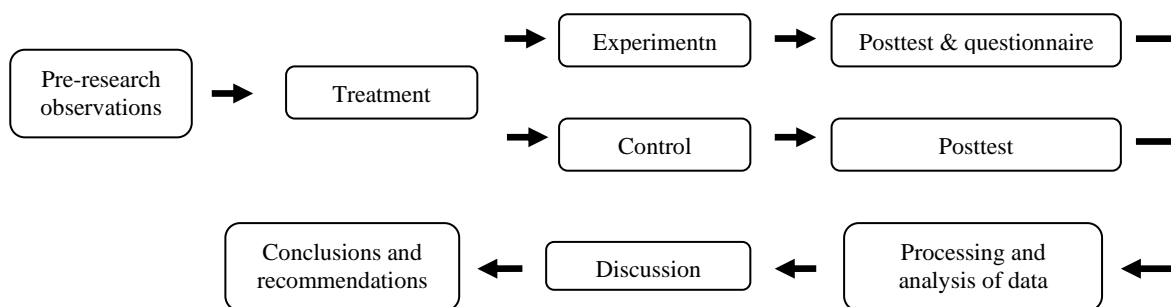 Pre-research
observations
Treatment
Experimentn
Posttest & questionnaire
Control
Posttest
Conclusions and
recommendations
Discussion
Processing and
analysis of data